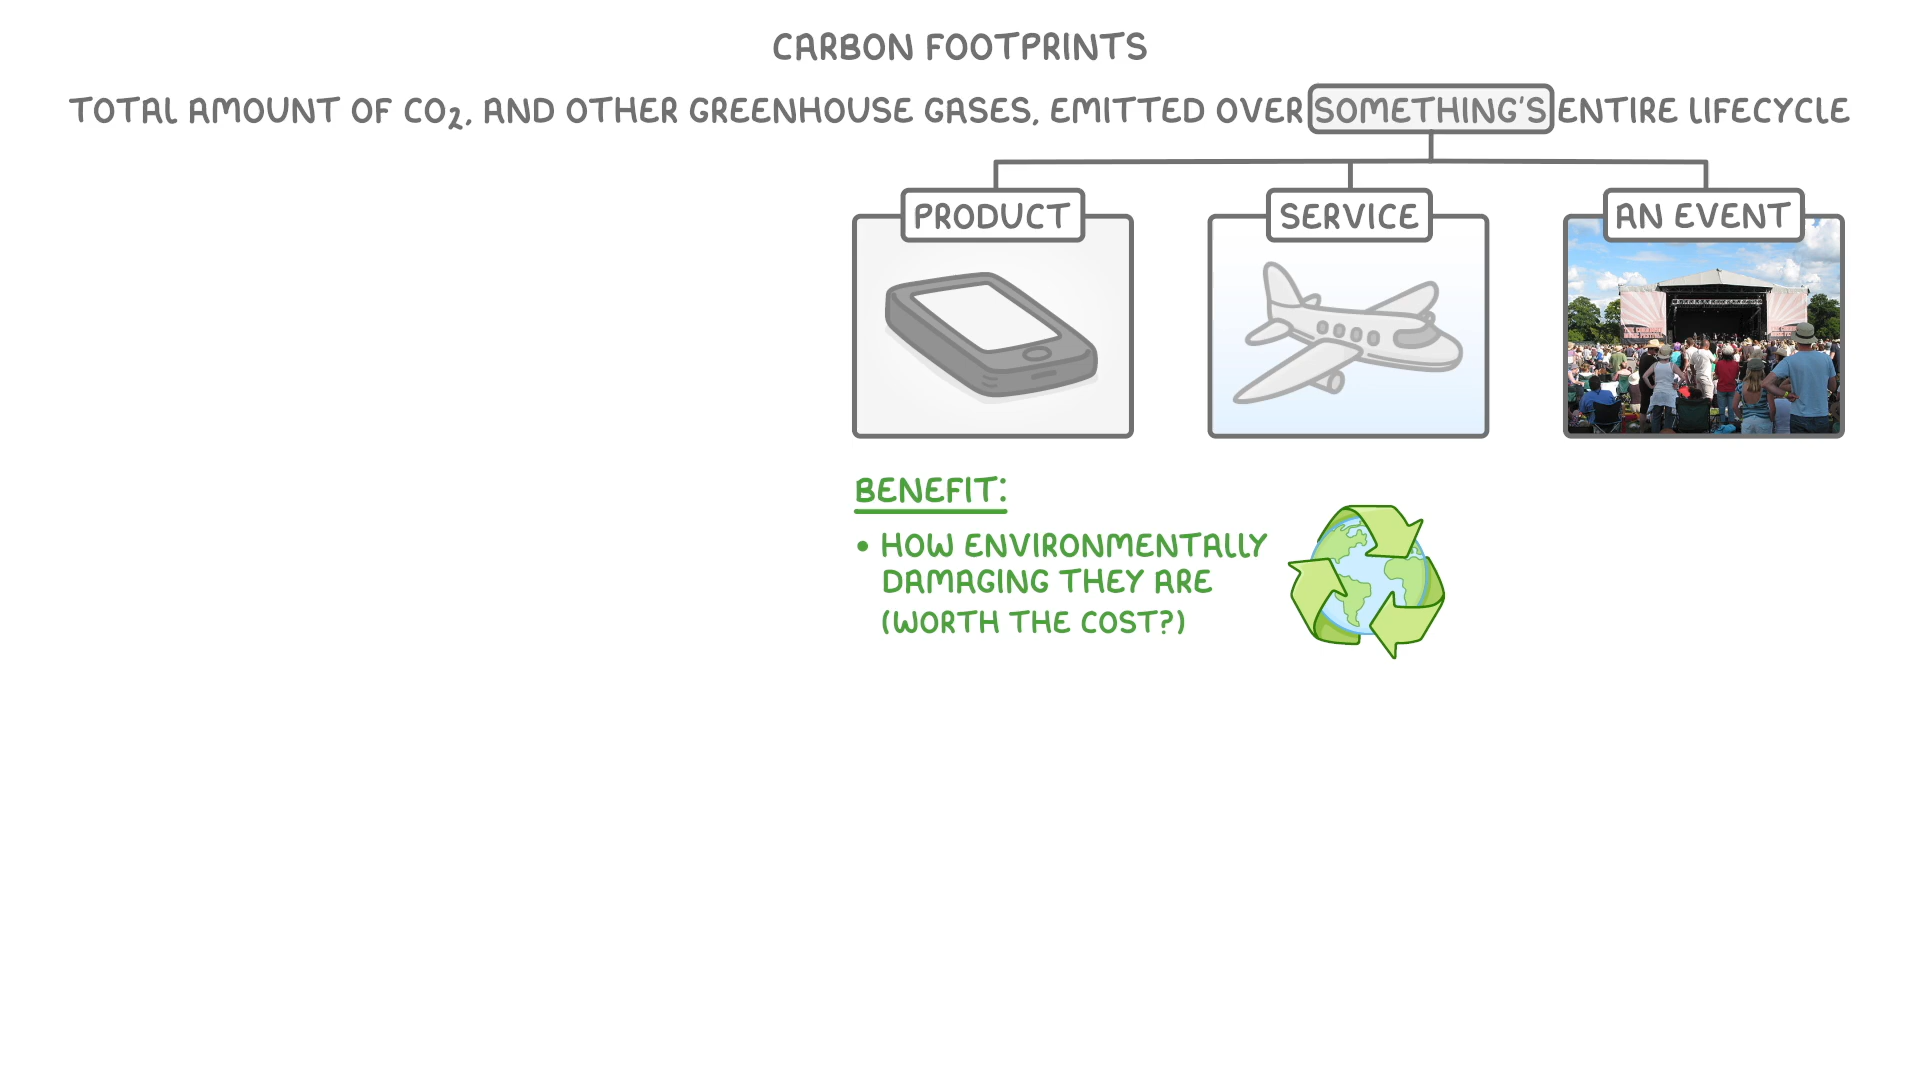 CARBON FOOTPRINTS
TOTAL AMOUNT OF CO₂, AND OTHER GREENHOUSE GASES, EMITTED OVER SOMETHING'S ENTIRE LIFECYCLE
PRODUCT
SERVICE
AN EVENT
BENEFIT:
• HOW ENVIRONMENTALLY
DAMAGING THEY ARE
(WORTH THE COST?)